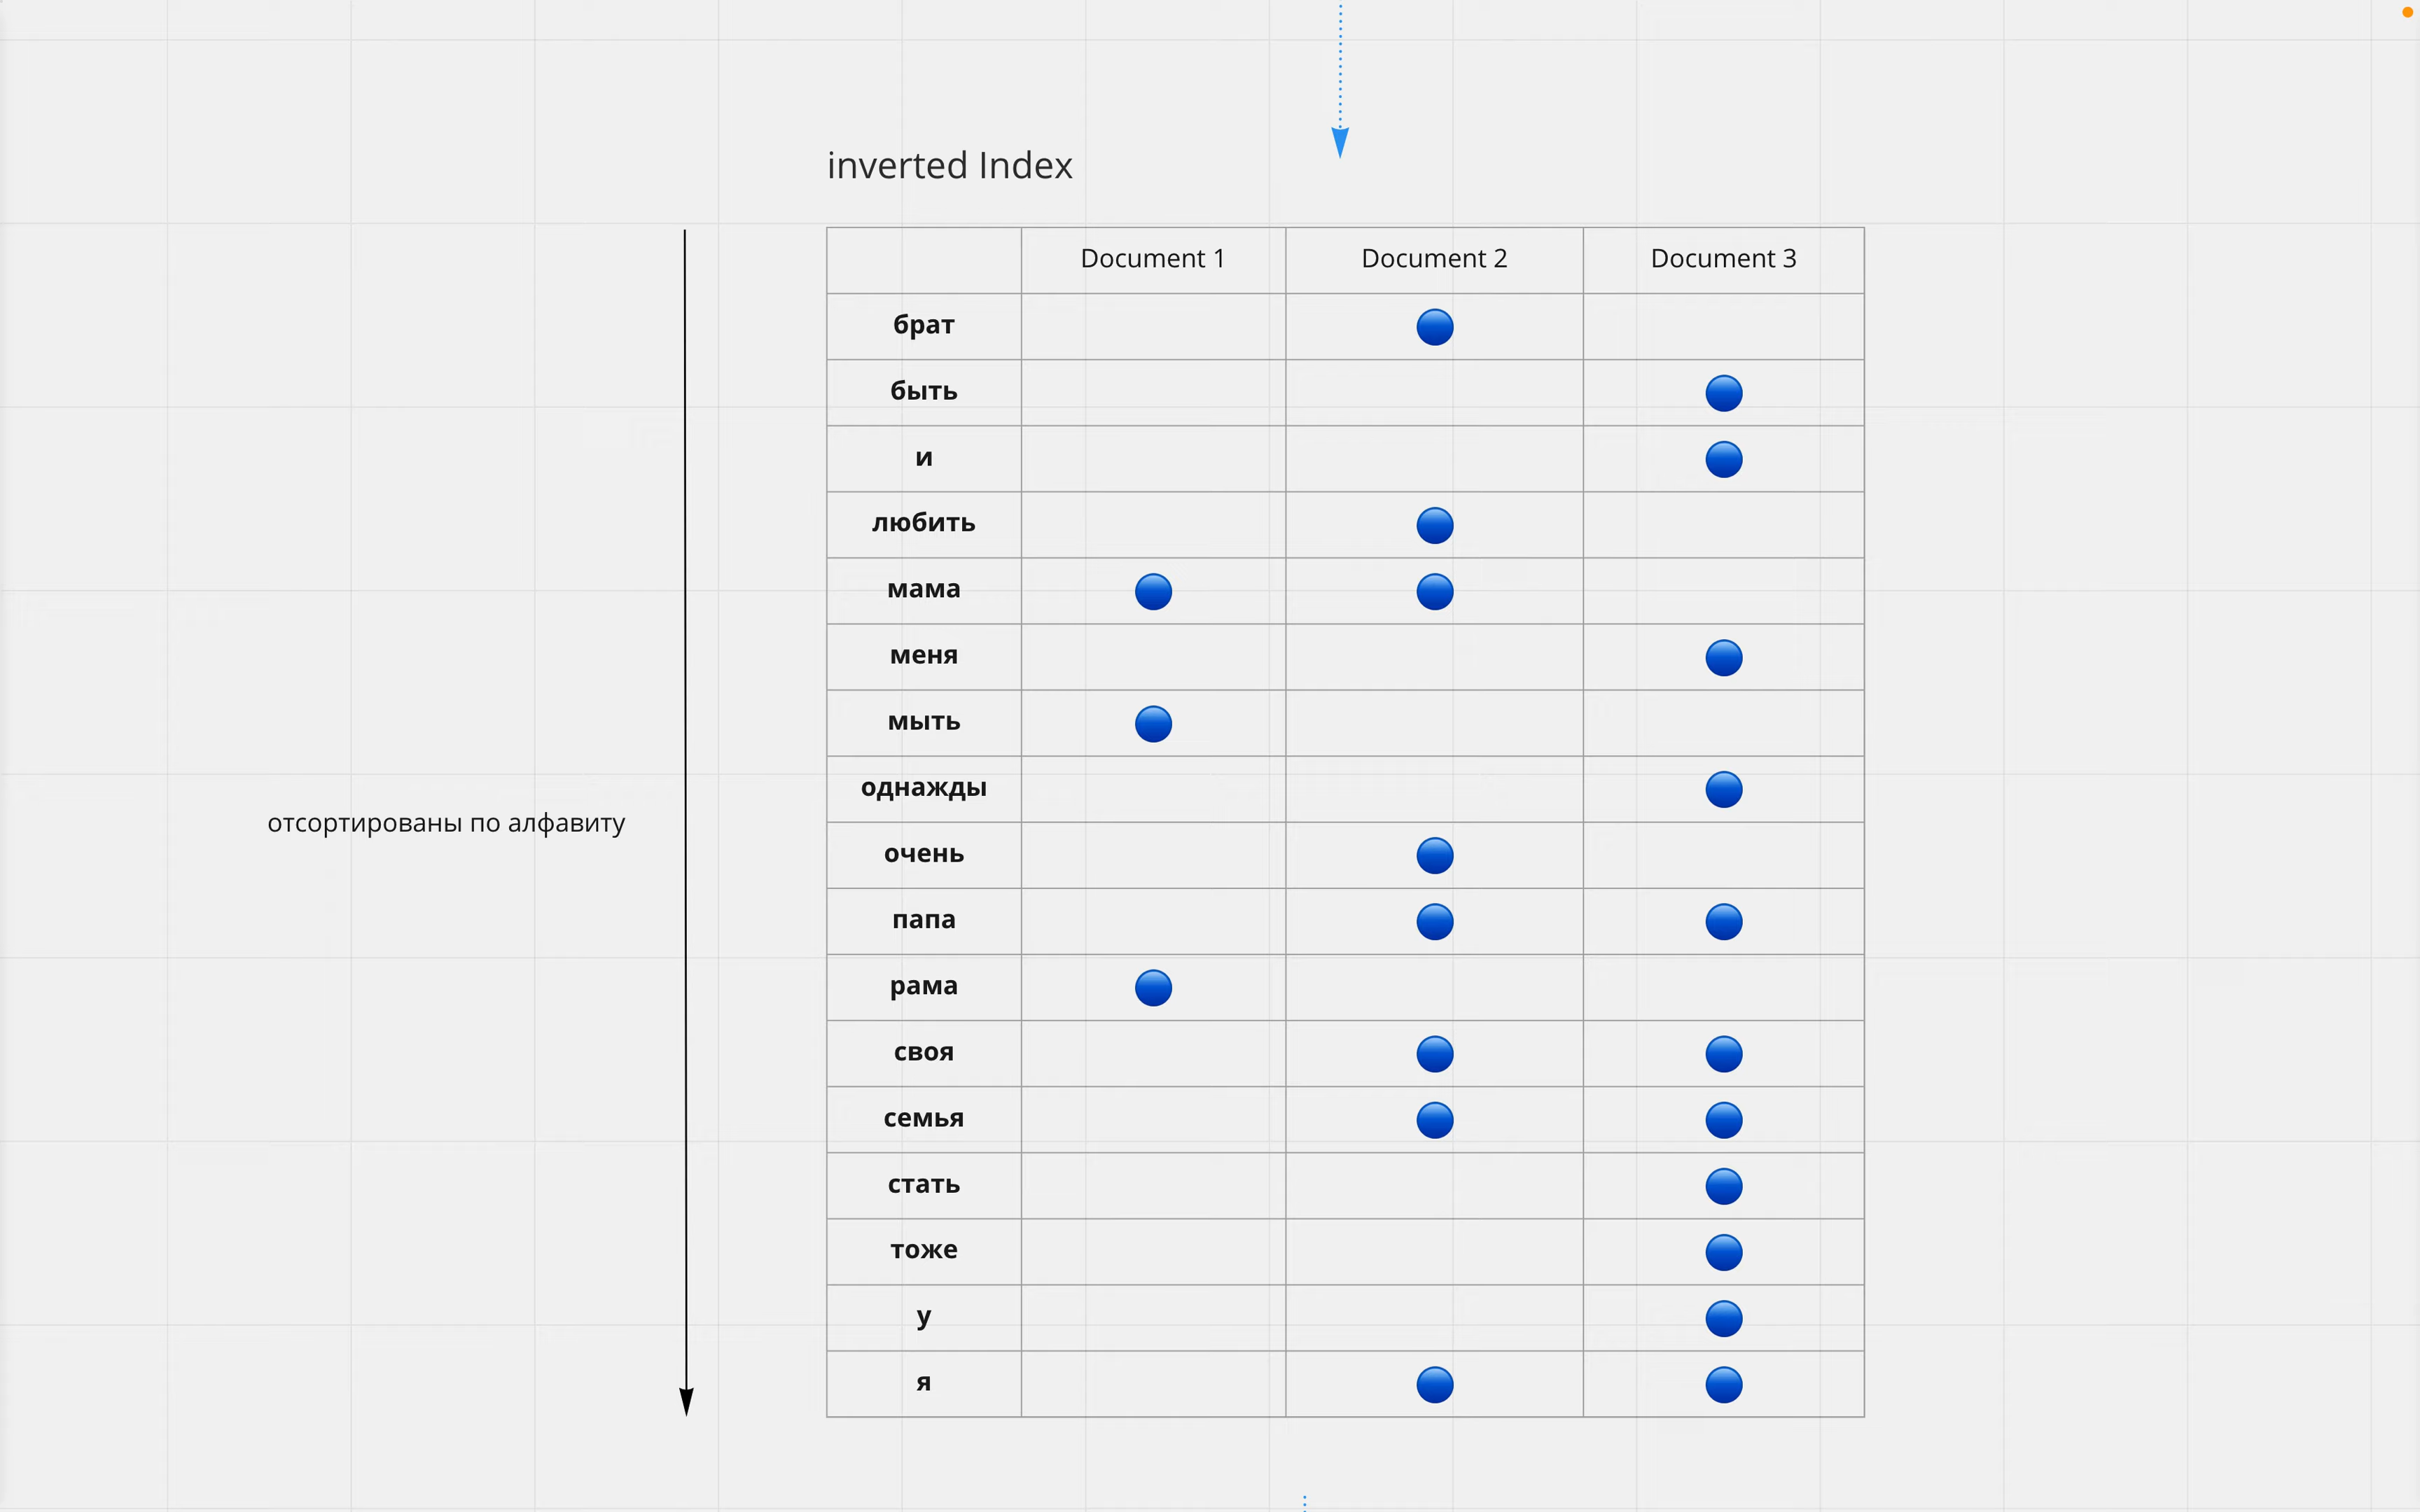 inverted Index
Document 1 Document 2 Document 3
брат
быть
и
любить
мама
меня
мыть
однажды
отсортированы по алфавиту
очень
папа
рама
своя
семья
стать
тоже
у
я